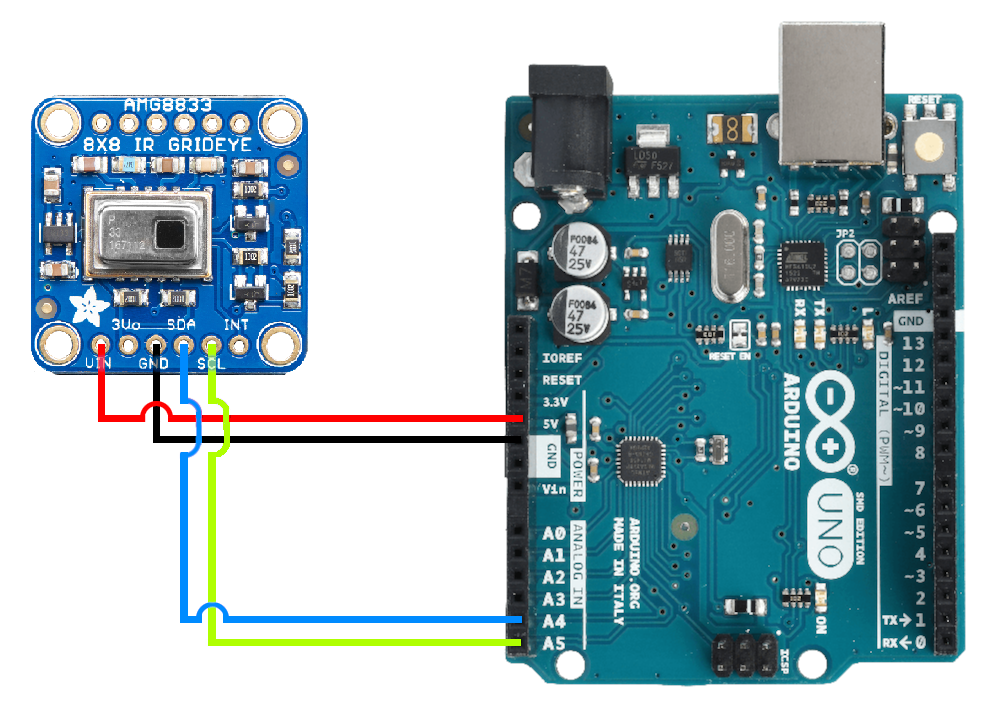 AMG8833
8X8 IR GRIDEYE
P
33
167112
3Vo SDA INT
VIN GND SCL
RESET
LD50
F0084
47
25V
F0084
47
25V
JP2
AREF
GND
RX TX L
RESET EN
IOREF
RESET
3.3V
5V
GND
Vin
POWER
A0
A1
A2
A3
A4
A5
ANALOG IN
13
12
~11
~10
~9
8
7
~6
~5
4
~3
2
TX→1
RX←0
DIGITAL (PWM~)
ARDUINO
®
UNO
SMD EDITION
ARDUINO.ORG
MADE IN ITALY
ON
ICSP